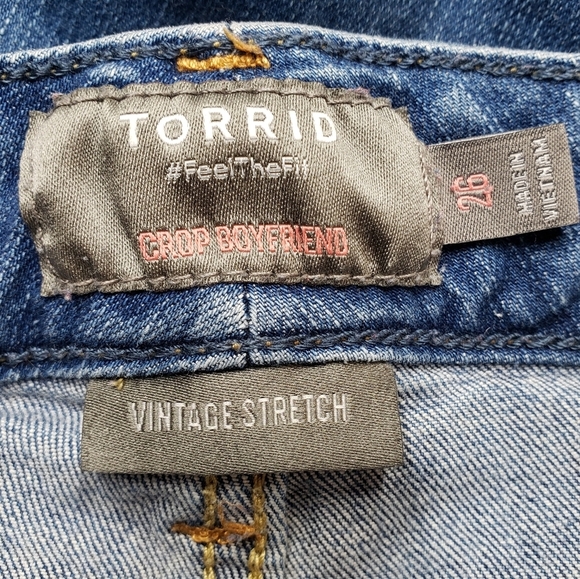 TORRID
#FeelTheFit
CROP BOYFRIEND
26
MADE IN
VIETNAM
VINTAGE STRETCH